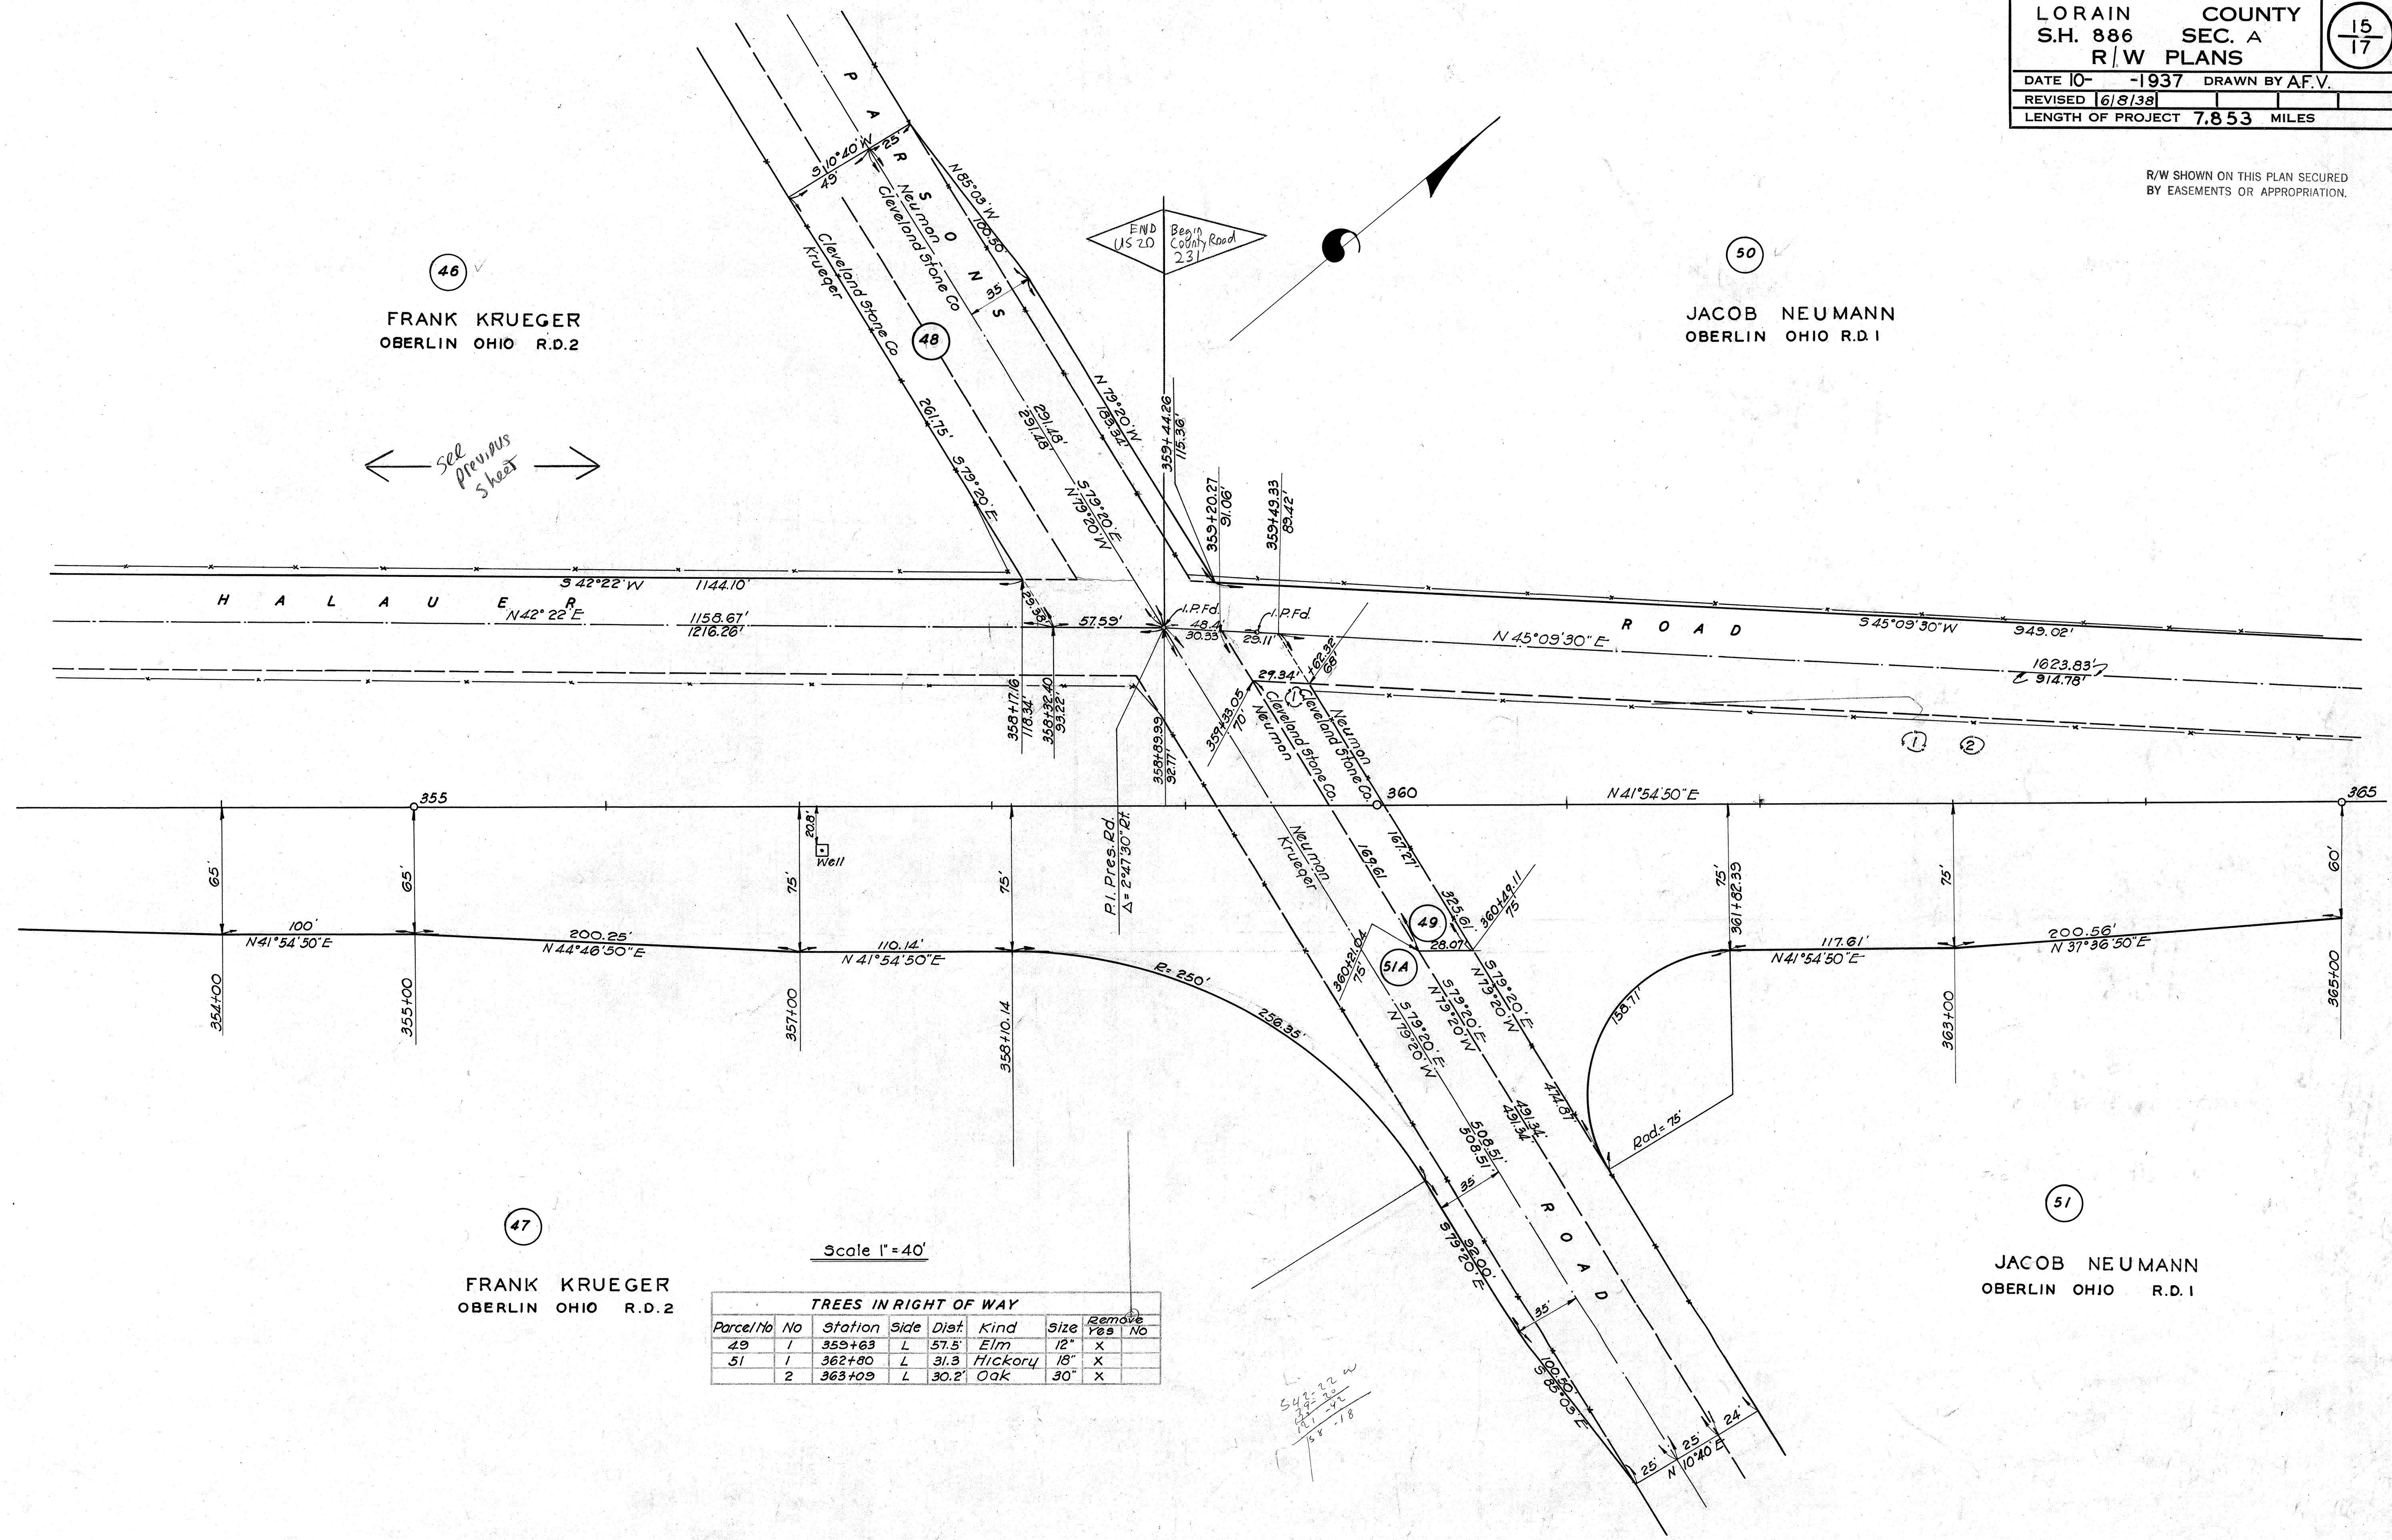 LORAIN COUNTY
S.H. 886 SEC. A
R/W PLANS
15
17
DATE 10- -1937 DRAWN BY A.F.V.
REVISED 6/8/38
LENGTH OF PROJECT 7.853 MILES
R/W SHOWN ON THIS PLAN SECURED
BY EASEMENTS OR APPROPRIATION.
PARSONS
S 10°40' W
49'
25'
N 85°03' W
100.50'
Neuman
Cleveland Stone Co
Cleveland Stone Co
Krueger
35'
48
END
US 20
Begin
County Road
231
46
FRANK KRUEGER
OBERLIN OHIO R.D.2
50
JACOB NEUMANN
OBERLIN OHIO R.D.1
see
previous
sheet
261.75'
S 79°20' E
291.48'
291.48'
S 79°20' E
N 79°20' W
N 79°20' W
183.34'
359+44.26
115.36'
359+20.27
91.06'
359+49.33
89.42'
S 42°22' W 1144.10'
HALAUER
N 42°22' E
1158.67'
1216.26'
29.38'
57.59'
I.P.Fd.
48.4'
30.33'
I.P.Fd.
29.11'
+62.32
68'
N 45°09'30" E
ROAD
S 45°09'30" W 949.02'
1623.83'
914.78'
29.34'
1
Cleveland Stone Co.
Neuman
Neuman
Cleveland Stone Co.
358+17.16
118.34'
358+32.40
93.22'
358+89.99
92.77'
359+33.05
70'
P.I. Pres. Rd.
Δ= 2°47'30" Rt.
1 2
355
360
N 41°54'50" E
365
20.8'
Well
65'
65'
75'
75'
75'
361+82.39
75'
60'
Neuman
Krueger
169.61
167.27'
325.61'
49
28.07'
360+49.11
75'
360+21.04
75'
51A
100'
N 41°54'50" E
200.25'
N 44°46'50" E
110.14'
N 41°54'50" E
R= 250'
256.35'
117.61'
N 41°54'50" E
200.56'
N 37°36'50" E
354+00
355+00
357+00
358+10.14
363+00
365+00
S 79°20' E
N 79°20' W
S 79°20' E
N 79°20' W
S 79°20' E
N 79°20' W
158.71'
Rad.= 75'
474.87'
491.34'
491.34'
508.51'
508.51'
35'
ROAD
92.00'
S 79°20' E
35'
100.50'
S 85°03' E
25'
25'
24'
N 10°40' E
47
FRANK KRUEGER
OBERLIN OHIO R.D.2
51
JACOB NEUMANN
OBERLIN OHIO R.D.1
Scale 1"=40'
TREES IN RIGHT OF WAY
Parcel No No Station Side Dist. Kind Size Remove Yes No
49 1 359+63 L 57.5' Elm 12" X
51 1 362+80 L 31.3 Hickory 18" X
2 363+09 L 30.2' Oak 30" X
S42-22 W